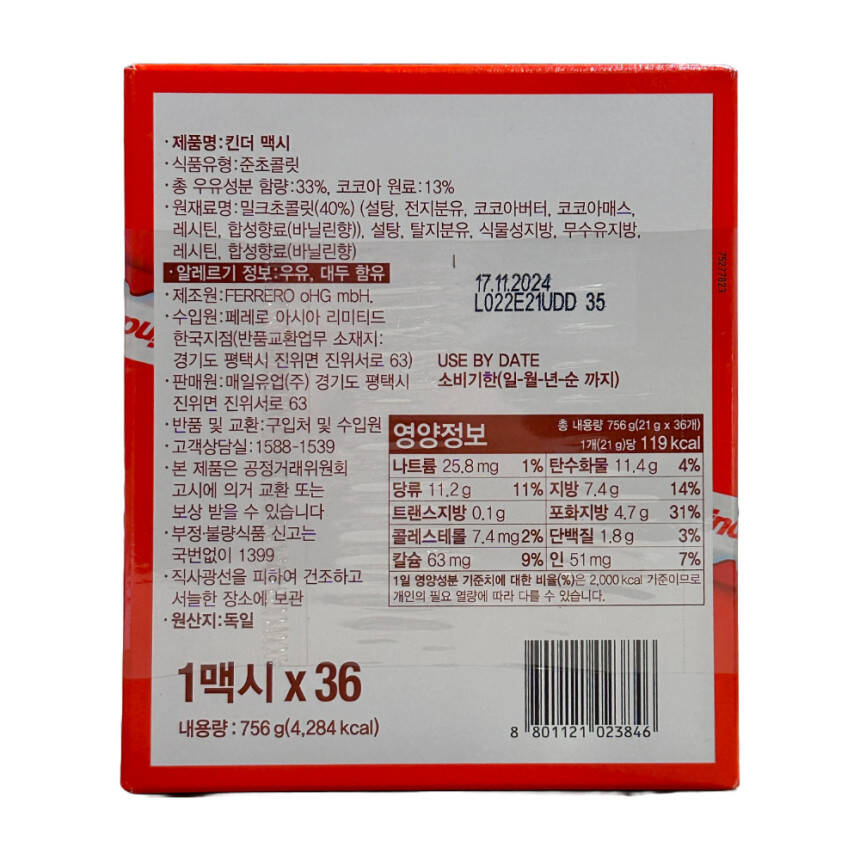 ·제품명:킨더 맥시
·식품유형:준초콜릿
·총 우유성분 함량:33%, 코코아 원료:13%
·원재료명:밀크초콜릿(40%) (설탕, 전지분유, 코코아버터, 코코아매스,
레시틴, 합성향료(바닐린향)), 설탕, 탈지분유, 식물성지방, 무수유지방,
레시틴, 합성향료(바닐린향)
·알레르기 정보:우유, 대두 함유
·제조원:FERRERO oHG mbH.
·수입원:페레로 아시아 리미티드
한국지점(반품교환업무 소재지:
경기도 평택시 진위면 진위서로 63)
·판매원:매일유업(주) 경기도 평택시
진위면 진위서로 63
·반품 및 교환:구입처 및 수입원
·고객상담실:1588-1539
·본 제품은 공정거래위원회
고시에 의거 교환 또는
보상 받을 수 있습니다
·부정·불량식품 신고는
국번없이 1399
·직사광선을 피하여 건조하고
서늘한 장소에 보관
·원산지:독일
17.11.2024
L022E21UDD 35
USE BY DATE
소비기한(일-월-년-순 까지)
75277823
영양정보
총 내용량 756 g(21 g x 36개)
1개(21 g)당 119 kcal
나트륨 25.8 mg 1% 탄수화물 11.4 g 4%
당류 11.2 g 11% 지방 7.4 g 14%
트랜스지방 0.1 g 포화지방 4.7 g 31%
콜레스테롤 7.4 mg 2% 단백질 1.8 g 3%
칼슘 63 mg 9% 인 51 mg 7%
1일 영양성분 기준치에 대한 비율(%)은 2,000 kcal 기준이므로
개인의 필요 열량에 따라 다를 수 있습니다.
1맥시 x 36
내용량 : 756 g(4,284 kcal)
8 801121 023846